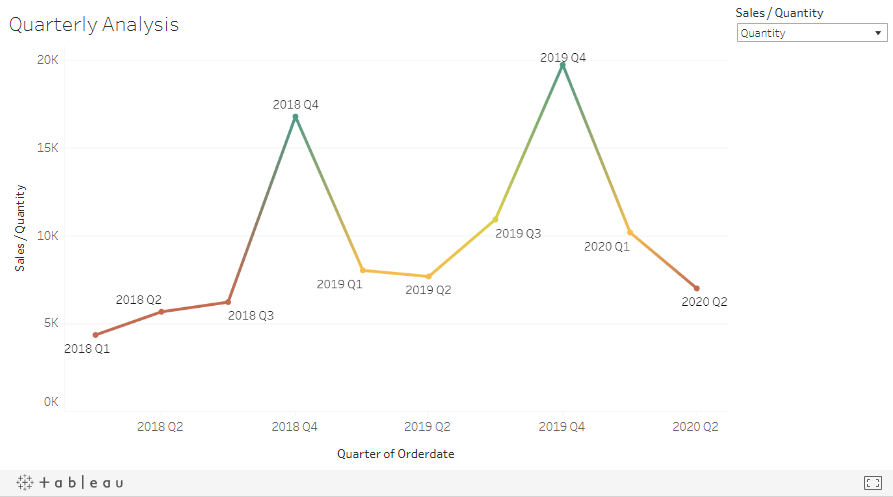 Quarterly Analysis
Sales / Quantity
Quantity
20K
15K
10K
5K
0K
Sales / Quantity
2018 Q1
2018 Q2
2018 Q3
2018 Q4
2019 Q1
2019 Q2
2019 Q3
2019 Q4
2020 Q1
2020 Q2
2018 Q2
2018 Q4
2019 Q2
2019 Q4
2020 Q2
Quarter of Orderdate
+ableau